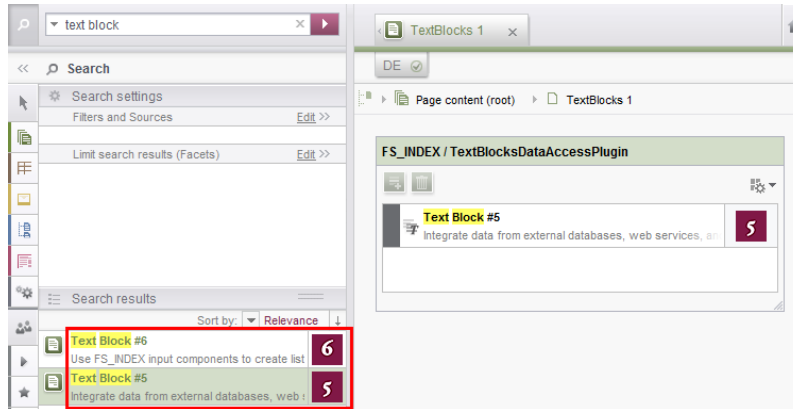 text block
Search
Search settings
Filters and Sources Edit >>
Limit search results (Facets) Edit >>
Search results
Sort by: Relevance
Text Block #6
Use FS_INDEX input components to create list
6
Text Block #5
Integrate data from external databases, web
5
TextBlocks 1
DE
Page content (root) TextBlocks 1
FS_INDEX / TextBlocksDataAccessPlugin
Text Block #5
Integrate data from external databases, web services,
5